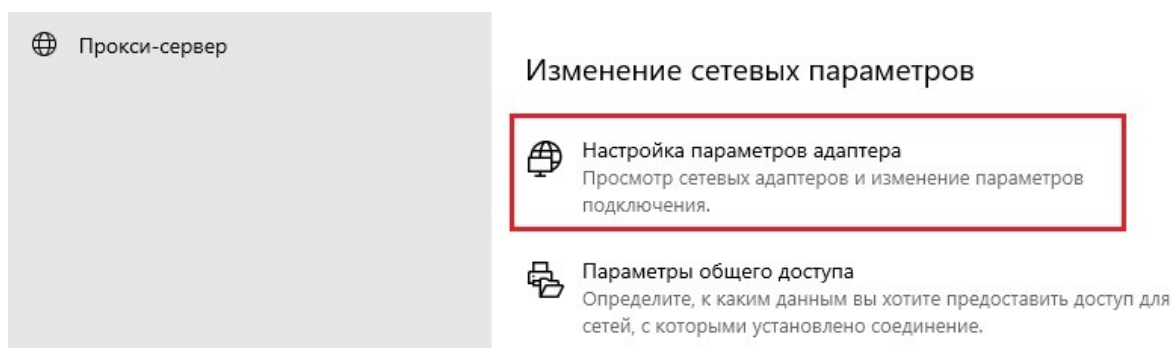 Прокси-сервер
Изменение сетевых параметров
Настройка параметров адаптера
Просмотр сетевых адаптеров и изменение параметров
подключения.
Параметры общего доступа
Определите, к каким данным вы хотите предоставить доступ для
сетей, с которыми установлено соединение.